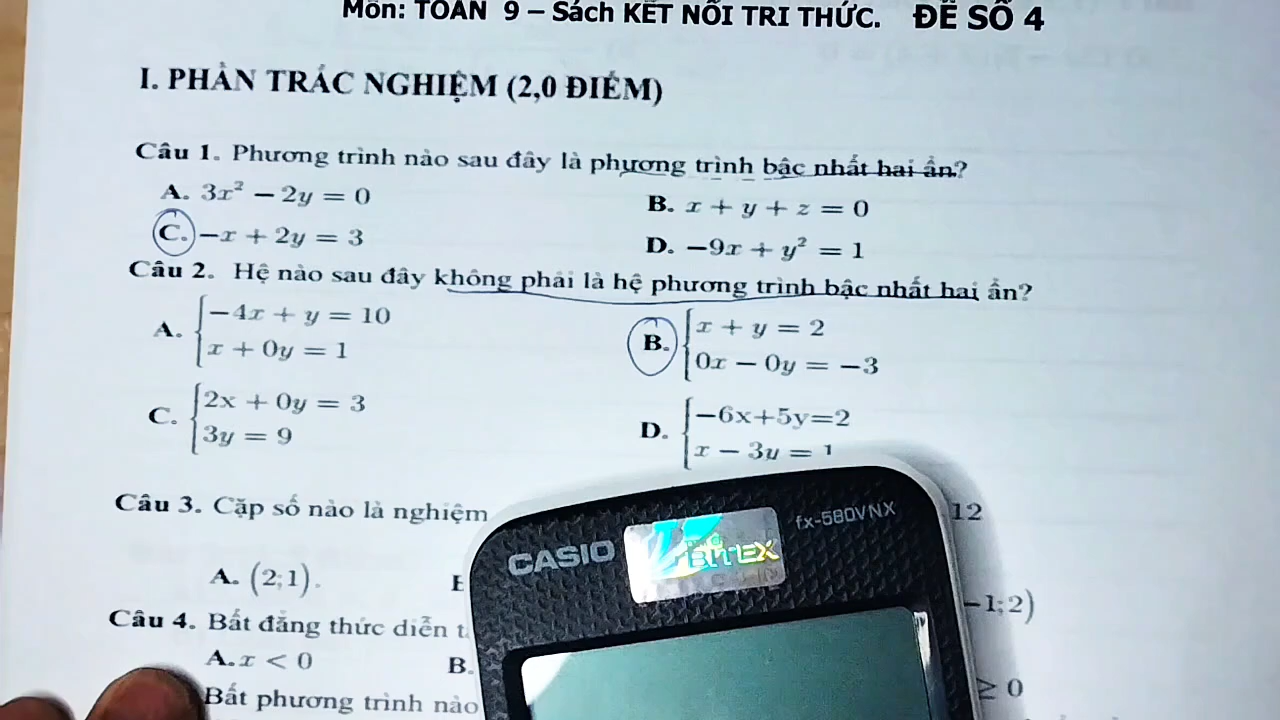 Môn: TOÁN 9 – Sách KẾT NỐI TRI THỨC. ĐỀ SỐ 4
I. PHẦN TRẮC NGHIỆM (2,0 ĐIỂM)
Câu 1. Phương trình nào sau đây là phương trình bậc nhất hai ẩn?
A. 3x² − 2y = 0
B. x + y + z = 0
C. −x + 2y = 3
D. −9x + y² = 1
Câu 2. Hệ nào sau đây không phải là hệ phương trình bậc nhất hai ẩn?
A. { −4x + y = 10
x + 0y = 1
B. { x + y = 2
0x − 0y = −3
C. { 2x + 0y = 3
3y = 9
D. { −6x+5y=2
x − 3y = 1
Câu 3. Cặp số nào là nghiệm 12
A. (2;1).
−1;2)
Câu 4. Bất đẳng thức diễn
A. x < 0
B.
≥ 0
Bất phương trình nào
CASIO
fx-580VNX
BITEX